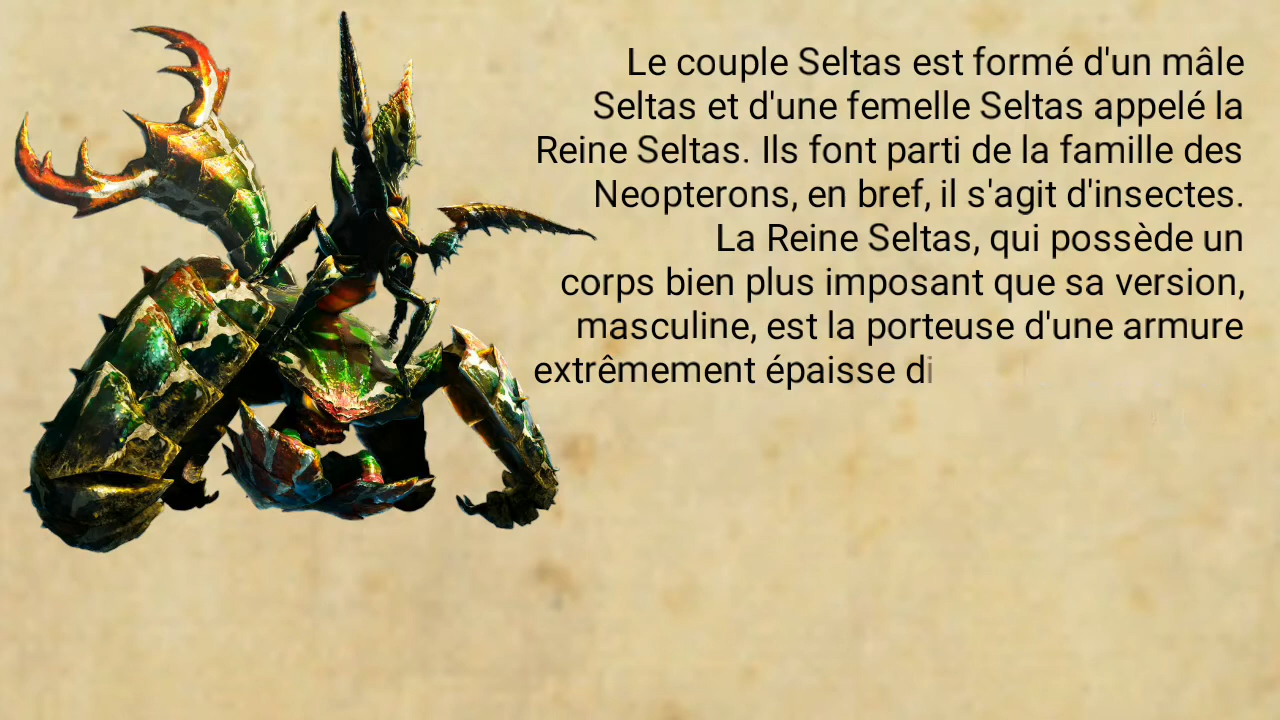 Le couple Seltas est formé d'un mâle
Seltas et d'une femelle Seltas appelé la
Reine Seltas. Ils font parti de la famille des
Neopterons, en bref, il s'agit d'insectes.
La Reine Seltas, qui possède un
corps bien plus imposant que sa version,
masculine, est la porteuse d'une armure
extrêmement épaisse di